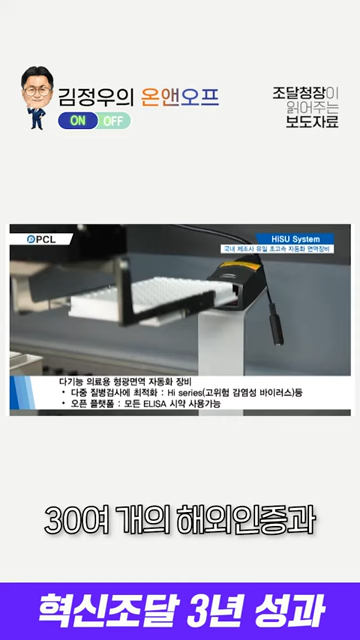 김정우의 온앤오프
ON OFF
조달청장이
읽어주는
보도자료
PCL
HiSU System
국내 제조사 유일 초고속 자동화 면역장비
다기능 의료용 형광면역 자동화 장비
• 다중 질병검사에 최적화 : Hi series(고위험 감염성 바이러스)등
• 오픈 플랫폼 : 모든 ELISA 시약 사용가능
30여 개의 해외인증과
혁신조달 3년 성과